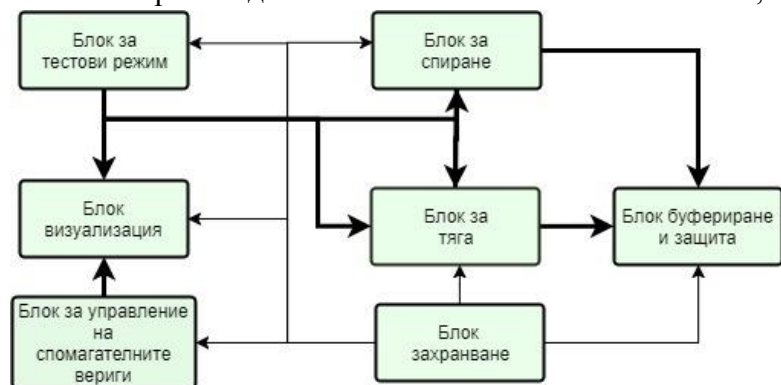 Блок за
тестови режим
Блок за
спиране
Блок
визуализация
Блок за
тяга
Блок буфериране
и защита
Блок за управление
на
спомагателните
вериги
Блок
захранване